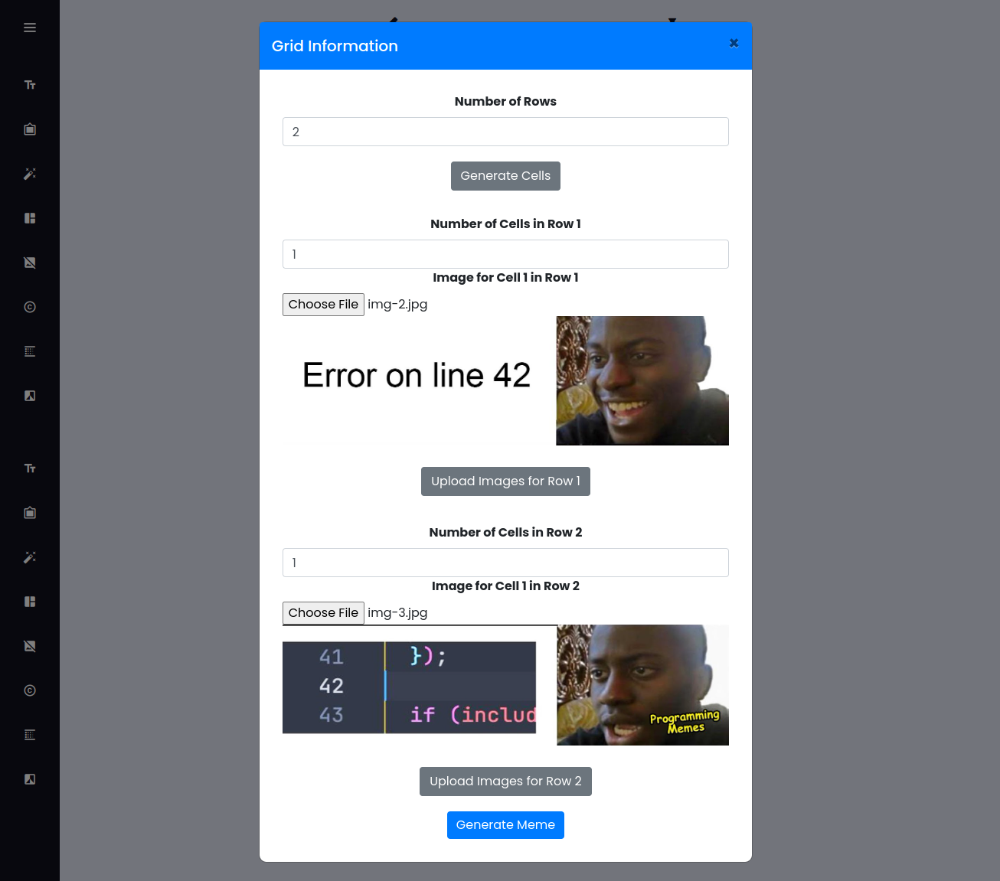 Grid Information
×
Number of Rows
2
Generate Cells
Number of Cells in Row 1
1
Image for Cell 1 in Row 1
Choose File img-2.jpg
Error on line 42
Upload Images for Row 1
Number of Cells in Row 2
1
Image for Cell 1 in Row 2
Choose File img-3.jpg
41 });
42
43 if (includ
Programming
Memes
Upload Images for Row 2
Generate Meme